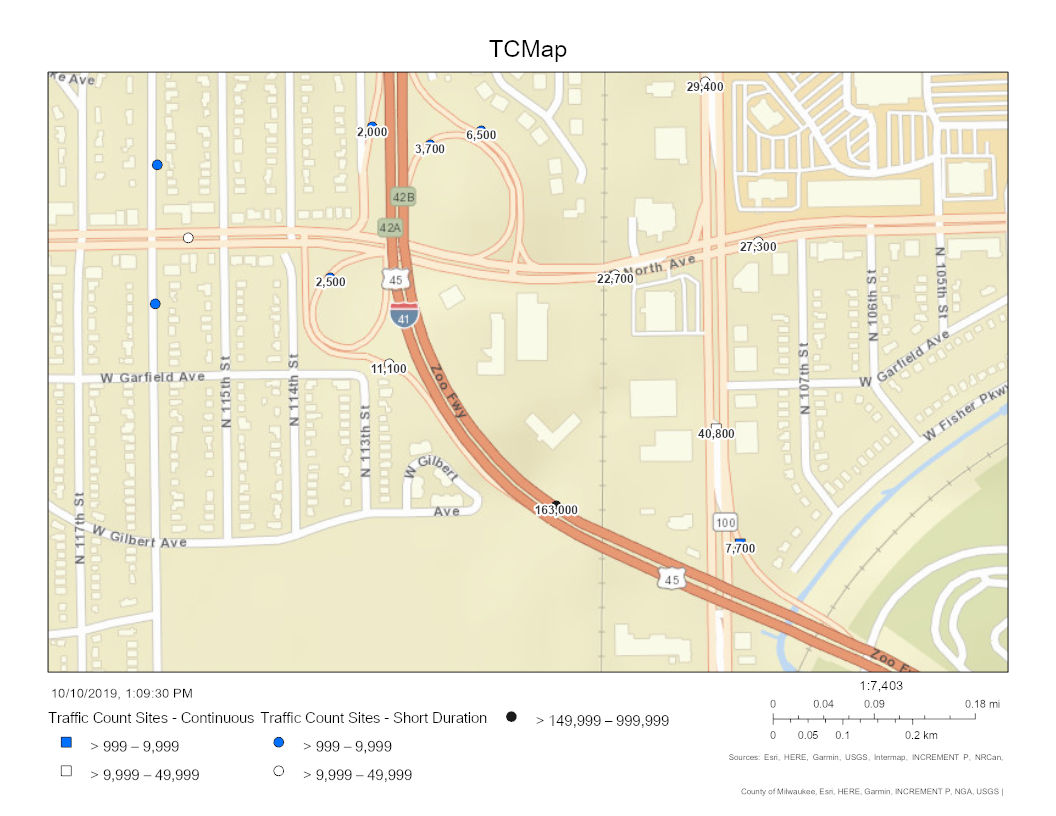 TCMap
ke Ave
29,400
2,000
6,500
3,700
42B
42A
27,300
North Ave
22,700
N 105th St
45
2,500
41
N 106th St
11,100
W Garfield Ave
W Garfield Ave
N 115th St
N 114th St
Zoo Fwy
N 107th St
W Fisher Pkwy
N 113th St
40,800
W Gilbert
Ave
163,000
N 117th St
W Gilbert Ave
100
7,700
45
Zoo Fw
10/10/2019, 1:09:30 PM
1:7,403
0 0.04 0.09 0.18 mi
0 0.05 0.1 0.2 km
Traffic Count Sites - Continuous
> 999 – 9,999
> 9,999 – 49,999
Traffic Count Sites - Short Duration
> 999 – 9,999
> 9,999 – 49,999
> 149,999 – 999,999
Sources: Esri, HERE, Garmin, USGS, Intermap, INCREMENT P, NRCan,
County of Milwaukee, Esri, HERE, Garmin, INCREMENT P, NGA, USGS |